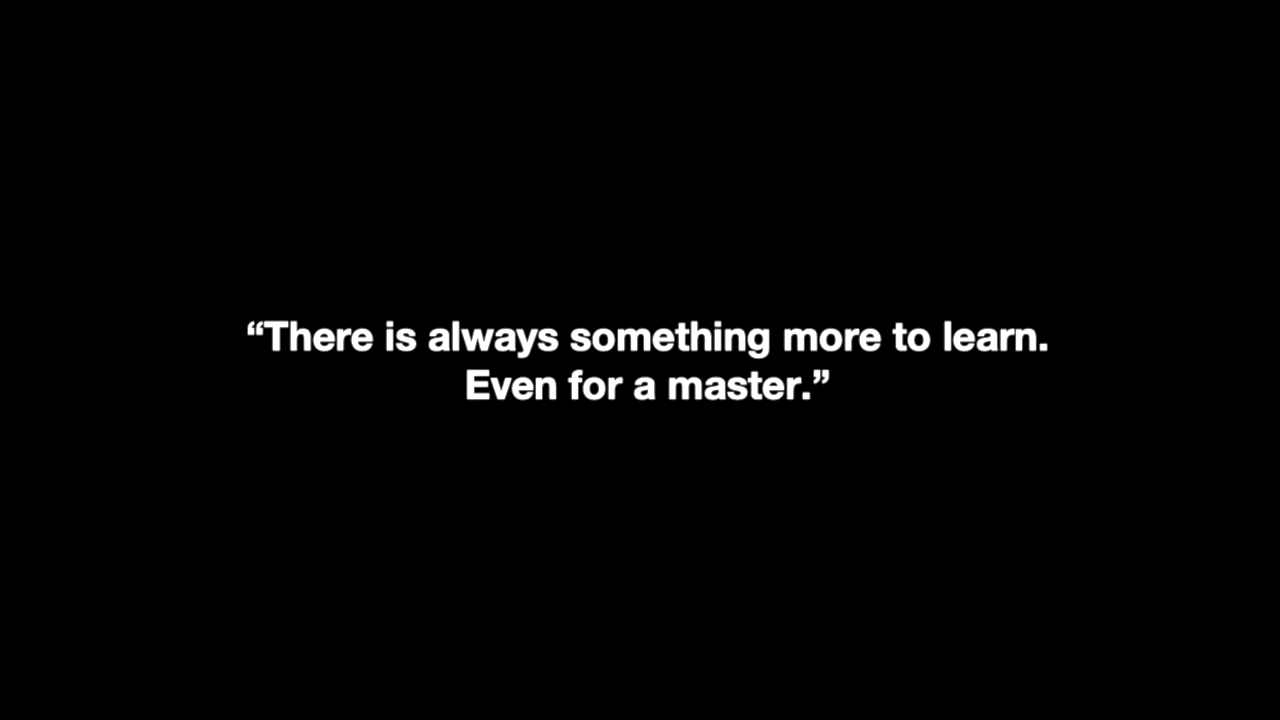 “There is always something more to learn.
Even for a master.”